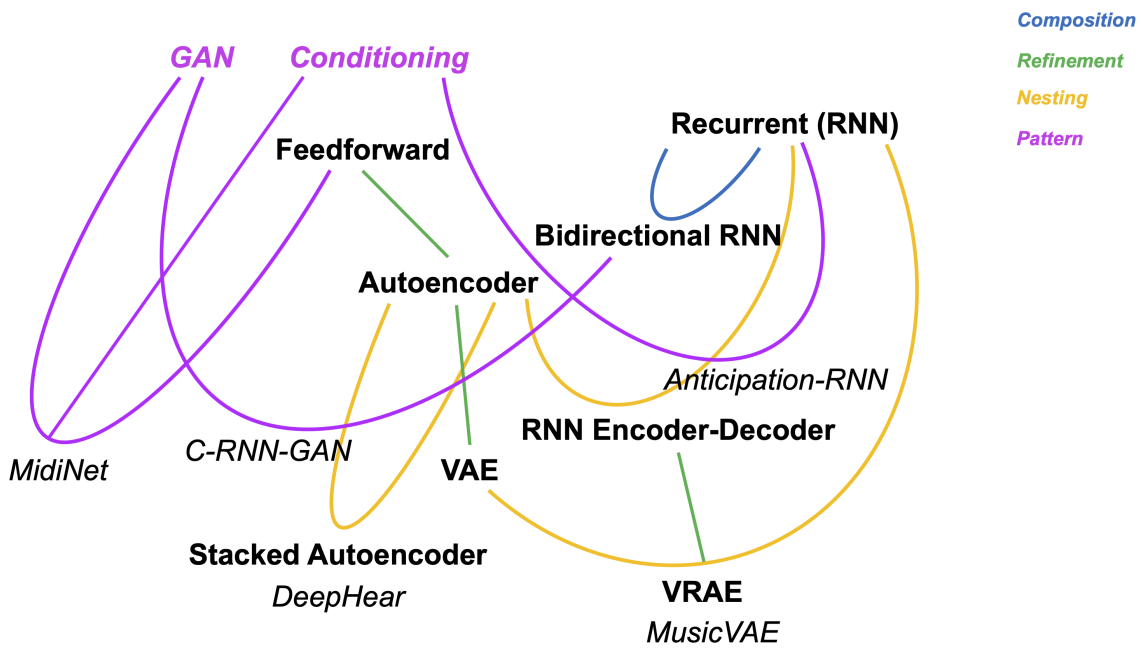 Composition
GAN Conditioning
Refinement
Nesting
Recurrent (RNN)
Pattern
Feedforward
Bidirectional RNN
Autoencoder
Anticipation-RNN
RNN Encoder-Decoder
C-RNN-GAN
MidiNet
VAE
Stacked Autoencoder
VRAE
DeepHear
MusicVAE